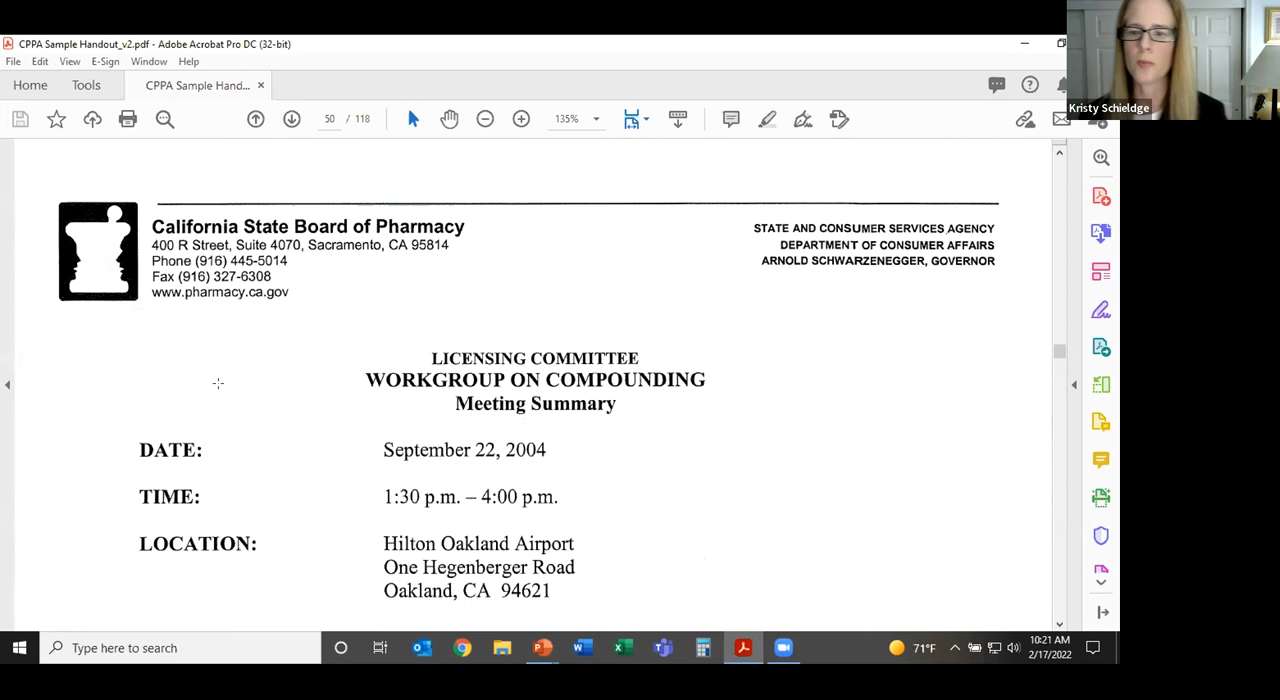 CPPA Sample Handout_v2.pdf - Adobe Acrobat Pro DC (32-bit)
File Edit View E-Sign Window Help
Home Tools CPPA Sample Hand... ×
50 / 118 135%
Kristy Schieldge
California State Board of Pharmacy
400 R Street, Suite 4070, Sacramento, CA 95814
Phone (916) 445-5014
Fax (916) 327-6308
www.pharmacy.ca.gov
STATE AND CONSUMER SERVICES AGENCY
DEPARTMENT OF CONSUMER AFFAIRS
ARNOLD SCHWARZENEGGER, GOVERNOR
LICENSING COMMITTEE
WORKGROUP ON COMPOUNDING
Meeting Summary
DATE: September 22, 2004
TIME: 1:30 p.m. – 4:00 p.m.
LOCATION: Hilton Oakland Airport
One Hegenberger Road
Oakland, CA 94621
Type here to search
71°F
10:21 AM
2/17/2022